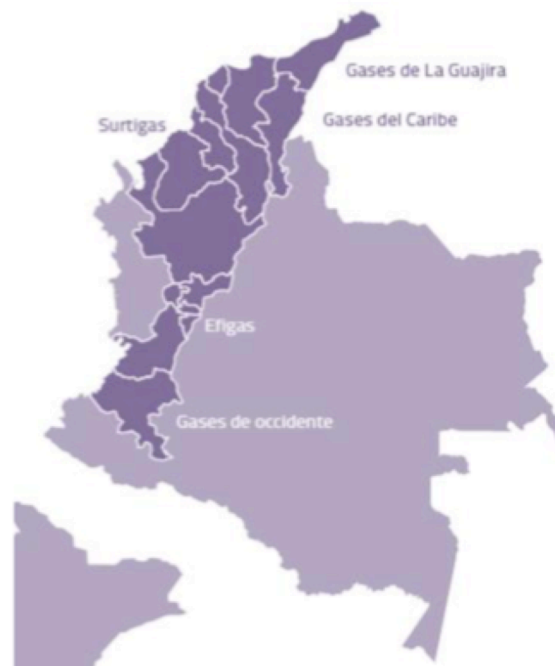 Gases de La Guajira
Gases del Caribe
Surtigas
Efigas
Gases de occidente